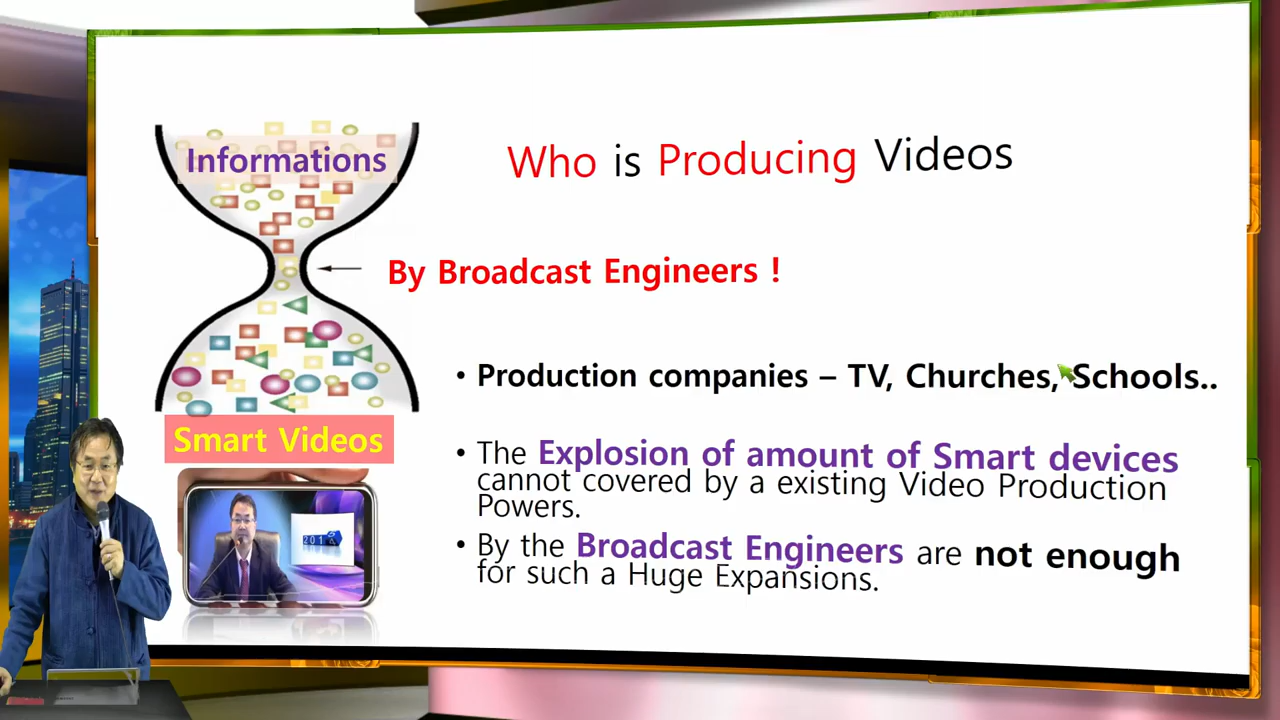 Informations
Who is Producing Videos
By Broadcast Engineers !
• Production companies – TV, Churches, Schools..
Smart Videos
• The Explosion of amount of Smart devices
cannot covered by a existing Video Production
Powers.
• By the Broadcast Engineers are not enough
for such a Huge Expansions.